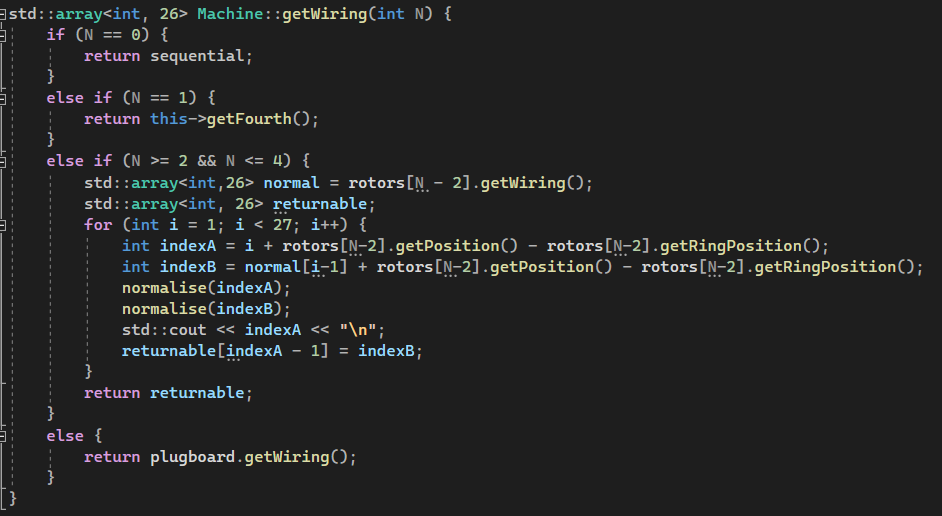 std::array<int, 26> Machine::getWiring(int N) {
    if (N == 0) {
        return sequential;
    }
    else if (N == 1) {
        return this->getFourth();
    }
    else if (N >= 2 && N <= 4) {
        std::array<int,26> normal = rotors[N - 2].getWiring();
        std::array<int, 26> returnable;
        for (int i = 1; i < 27; i++) {
            int indexA = i + rotors[N-2].getPosition() - rotors[N-2].getRingPosition();
            int indexB = normal[i-1] + rotors[N-2].getPosition() - rotors[N-2].getRingPosition();
            normalise(indexA);
            normalise(indexB);
            std::cout << indexA << "\n";
            returnable[indexA - 1] = indexB;
        }
        return returnable;
    }
    else {
        return plugboard.getWiring();
    }
}